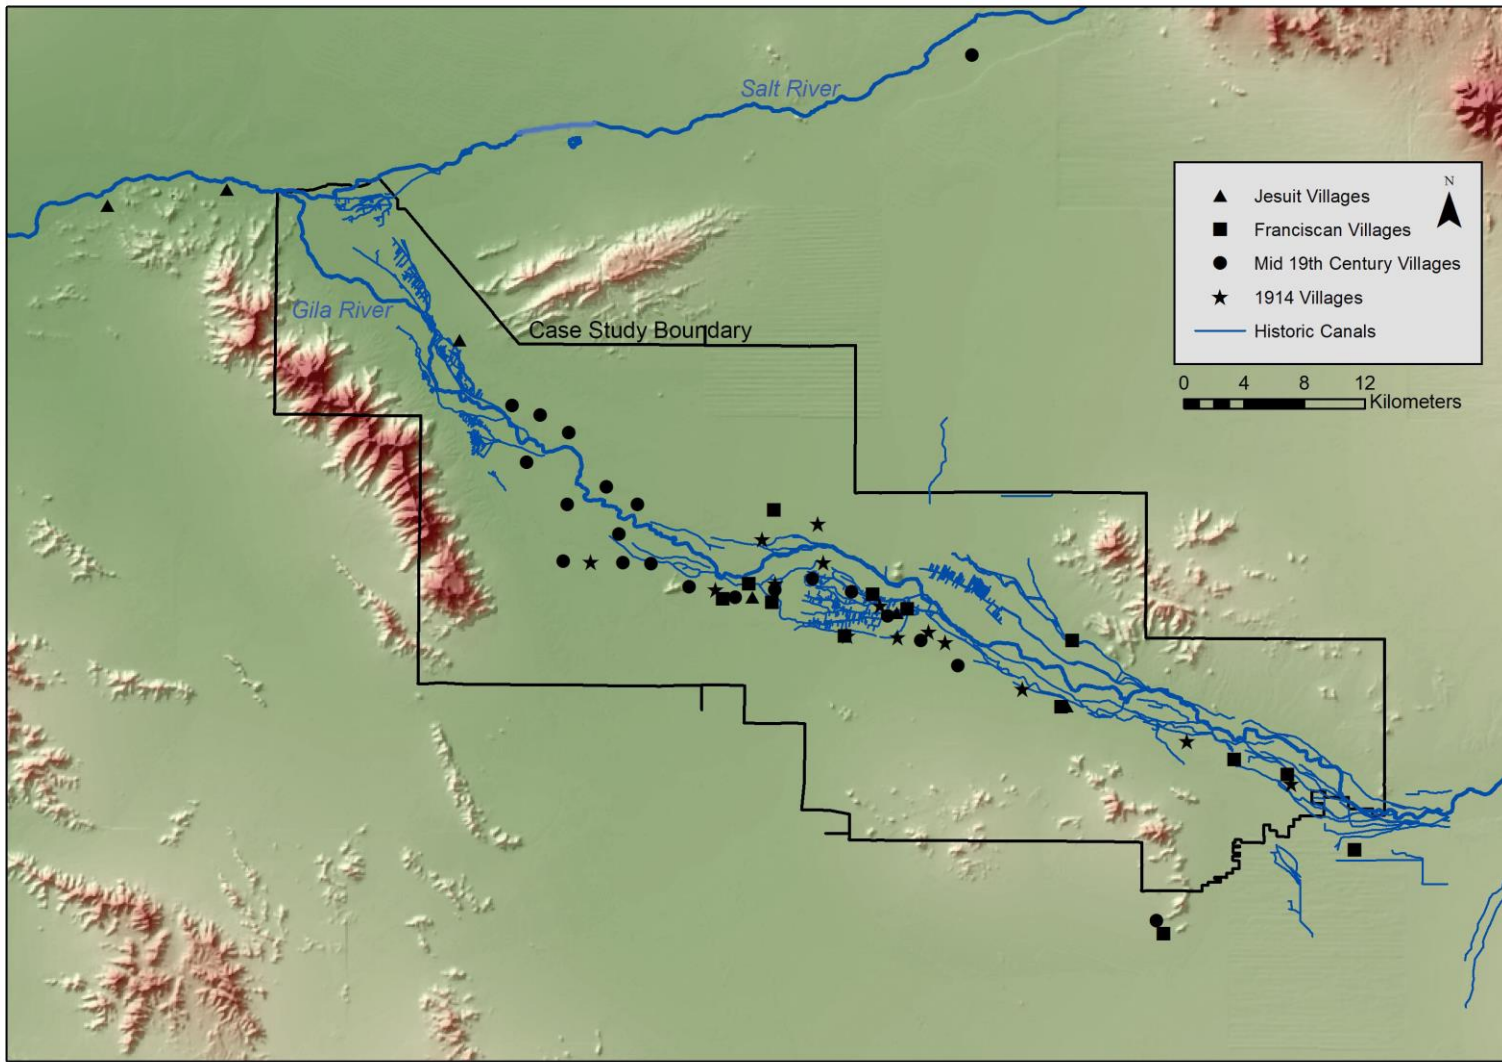 Salt River
N
Jesuit Villages
Franciscan Villages
Mid 19th Century Villages
1914 Villages
Historic Canals
Gila River
Case Study Boundary
0 4 8 12
Kilometers